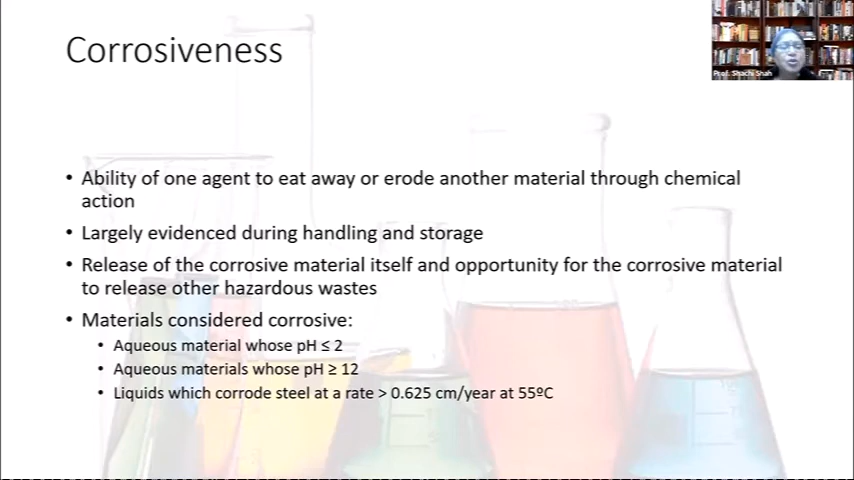 Corrosiveness
Prof. Shachi Shah
• Ability of one agent to eat away or erode another material through chemical
action
• Largely evidenced during handling and storage
• Release of the corrosive material itself and opportunity for the corrosive material
to release other hazardous wastes
• Materials considered corrosive:
• Aqueous material whose pH ≤ 2
• Aqueous materials whose pH ≥ 12
• Liquids which corrode steel at a rate > 0.625 cm/year at 55ºC